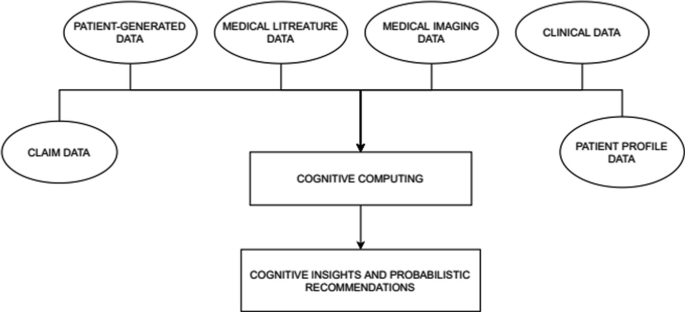 PATIENT-GENERATED
DATA
MEDICAL LITREATURE
DATA
MEDICAL IMAGING
DATA
CLINICAL DATA
CLAIM DATA
PATIENT PROFILE
DATA
COGNITIVE COMPUTING
COGNITIVE INSIGHTS AND PROBABILISTIC
RECOMMENDATIONS